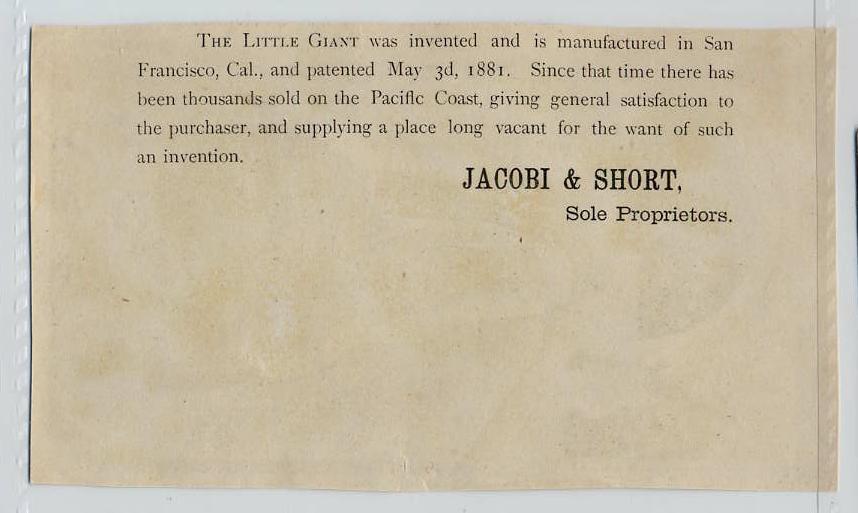 THE LITTLE GIANT was invented and is manufactured in San
Francisco, Cal., and patented May 3d, 1881. Since that time there has
been thousands sold on the Pacific Coast, giving general satisfaction to
the purchaser, and supplying a place long vacant for the want of such
an invention.
JACOBI & SHORT,
Sole Proprietors.